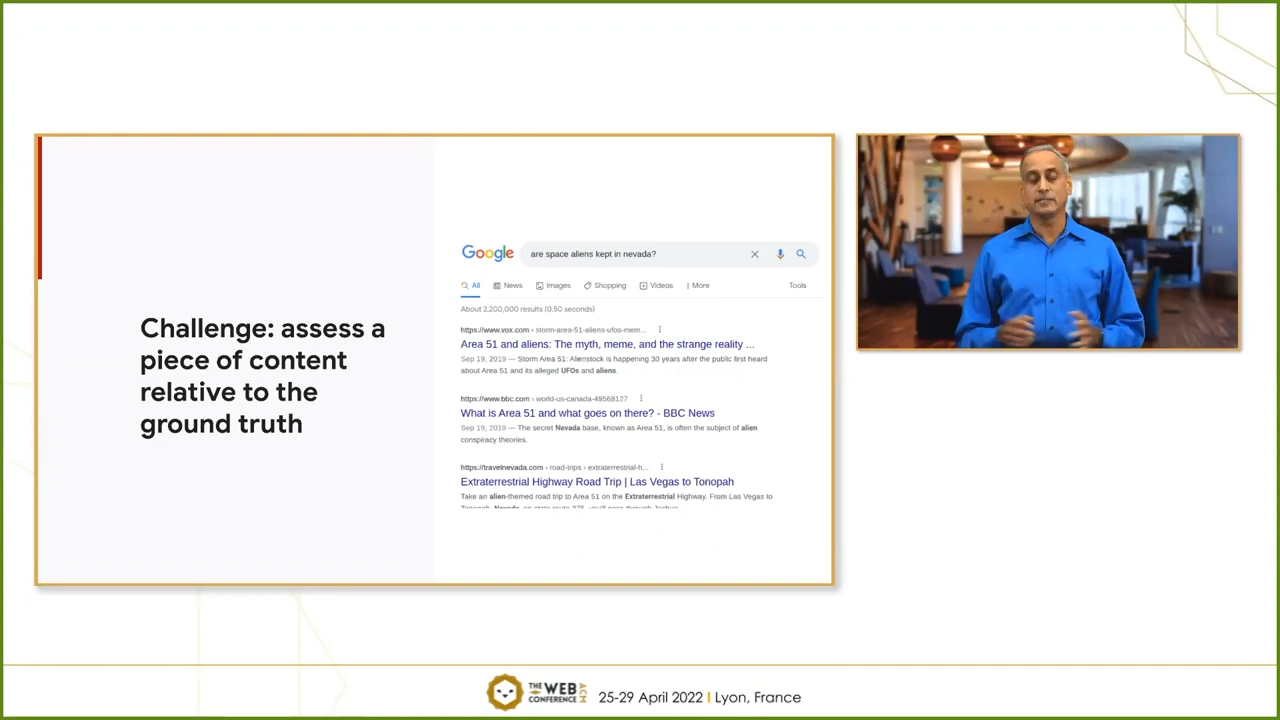 Challenge: assess a
piece of content
relative to the
ground truth
Google
are space aliens kept in nevada?
All News Images Shopping Videos More Tools
About 2,200,000 results (0.50 seconds)
https://www.vox.com › storm-area-51-aliens-ufos-mem...
Area 51 and aliens: The myth, meme, and the strange reality ...
Sep 19, 2019 — Storm Area 51: Alienstock is happening 30 years after the public first heard
about Area 51 and its alleged UFOs and aliens.
https://www.bbc.com › world-us-canada-49568127
What is Area 51 and what goes on there? - BBC News
Sep 19, 2019 — The secret Nevada base, known as Area 51, is often the subject of alien
conspiracy theories.
https://travelnevada.com › road-trips › extraterrestrial-h...
Extraterrestrial Highway Road Trip | Las Vegas to Tonopah
Take an alien-themed road trip to Area 51 on the Extraterrestrial Highway. From Las Vegas to
THE WEB CONFERENCE ACM
25-29 April 2022 | Lyon, France